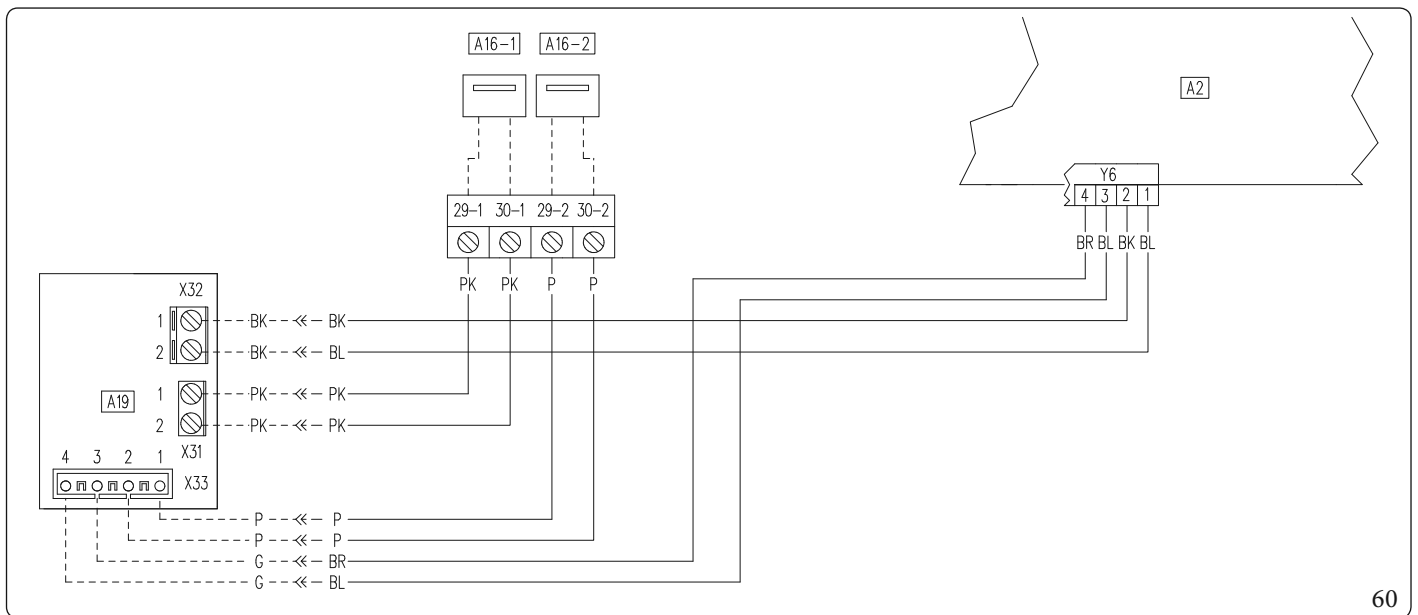 A16-1 A16-2
A2
Y6
4 3 2 1
29-1 30-1 29-2 30-2
BR BL BK BL
PK PK P P
X32
1 BK BK
2 BK BL
A19
1 PK PK
2 PK PK
X31
4 3 2 1
X33
P P
P P
G BR
G BL
60